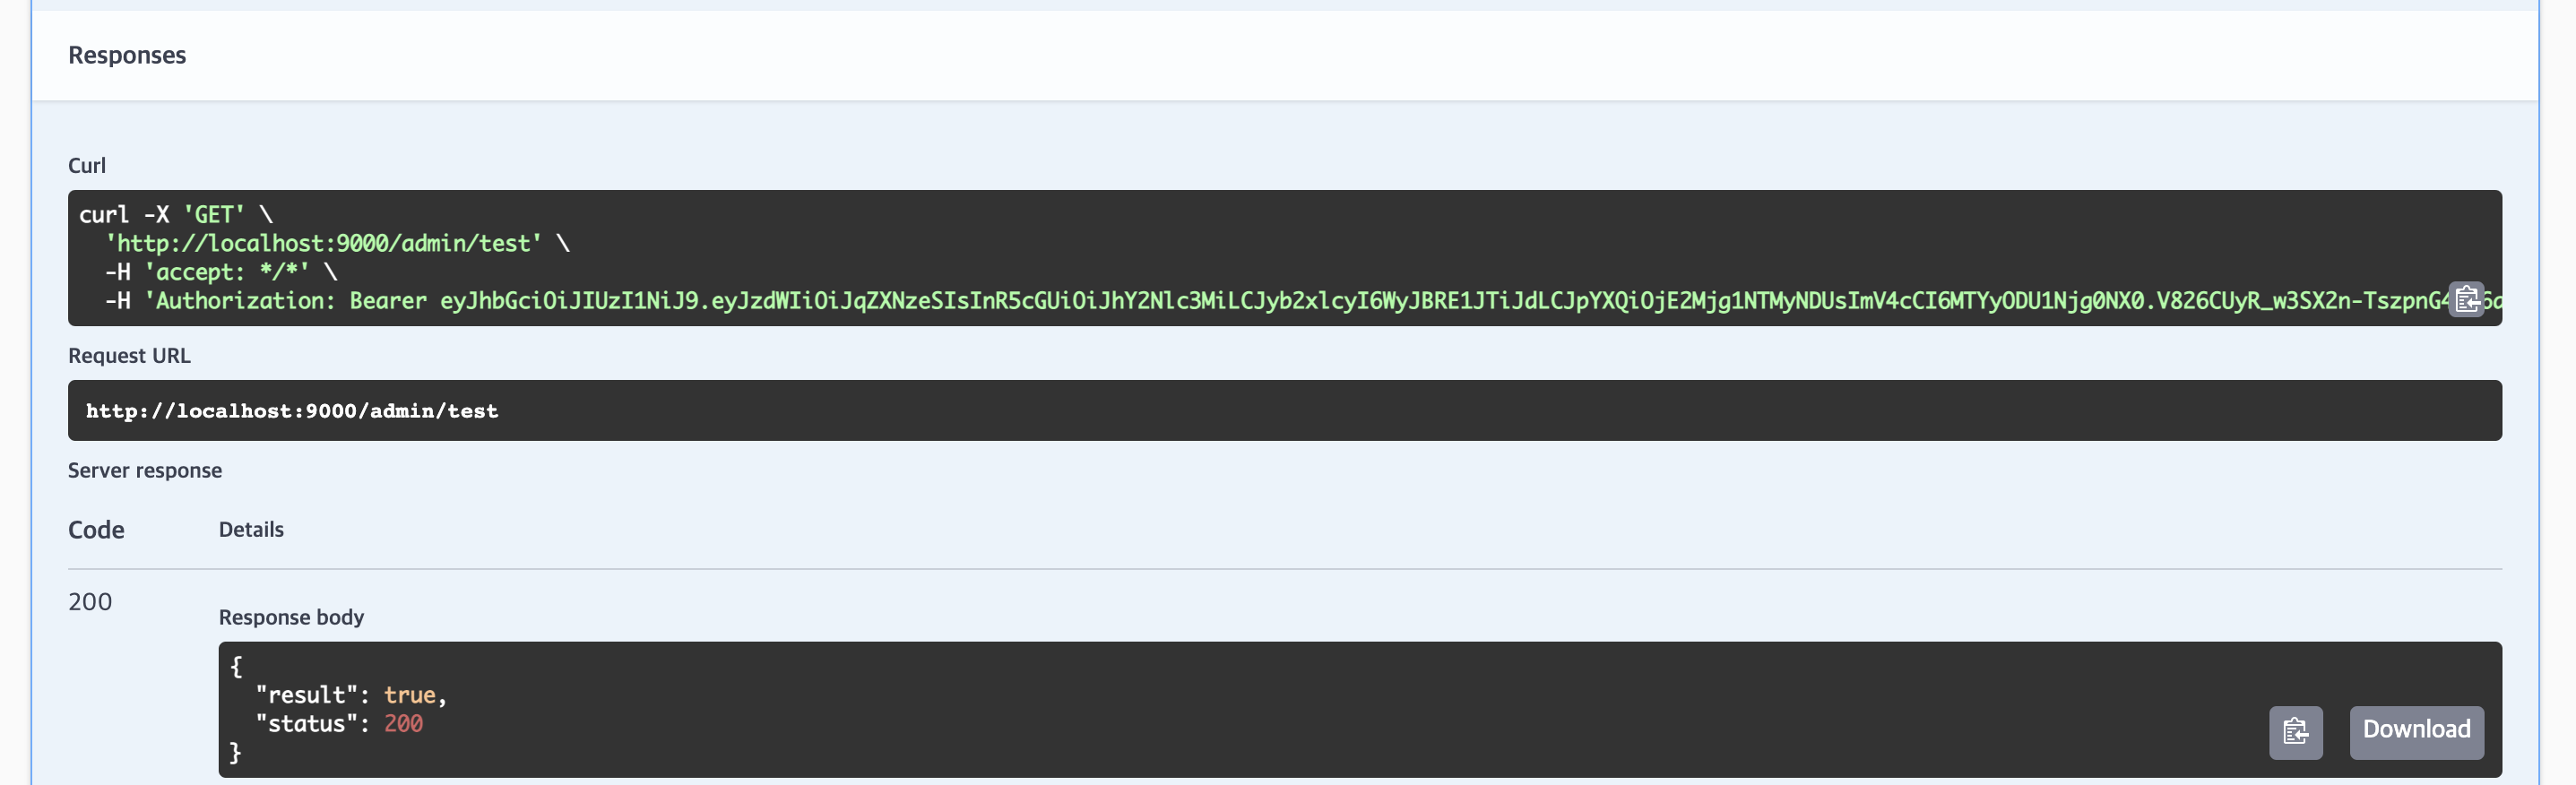 Responses
Curl
curl -X 'GET' \
'http://localhost:9000/admin/test' \
-H 'accept: */*' \
-H 'Authorization: Bearer eyJhbGciOiJIUzI1NiJ9.eyJzdWIiOiJqZXNzeSIsInR5cGUiOiJhY2Nlc3MiLCJyb2xlcyI6WyJBRE1JTiJdLCJpYXQiOjE2Mjg1NTMyNDUsImV4cCI6MTYyODU1Njg0NX0.V826CUyR_w3SX2n-TszpnG4
Request URL
http://localhost:9000/admin/test
Server response
Code Details
200
Response body
{
"result": true,
"status": 200
}
Download